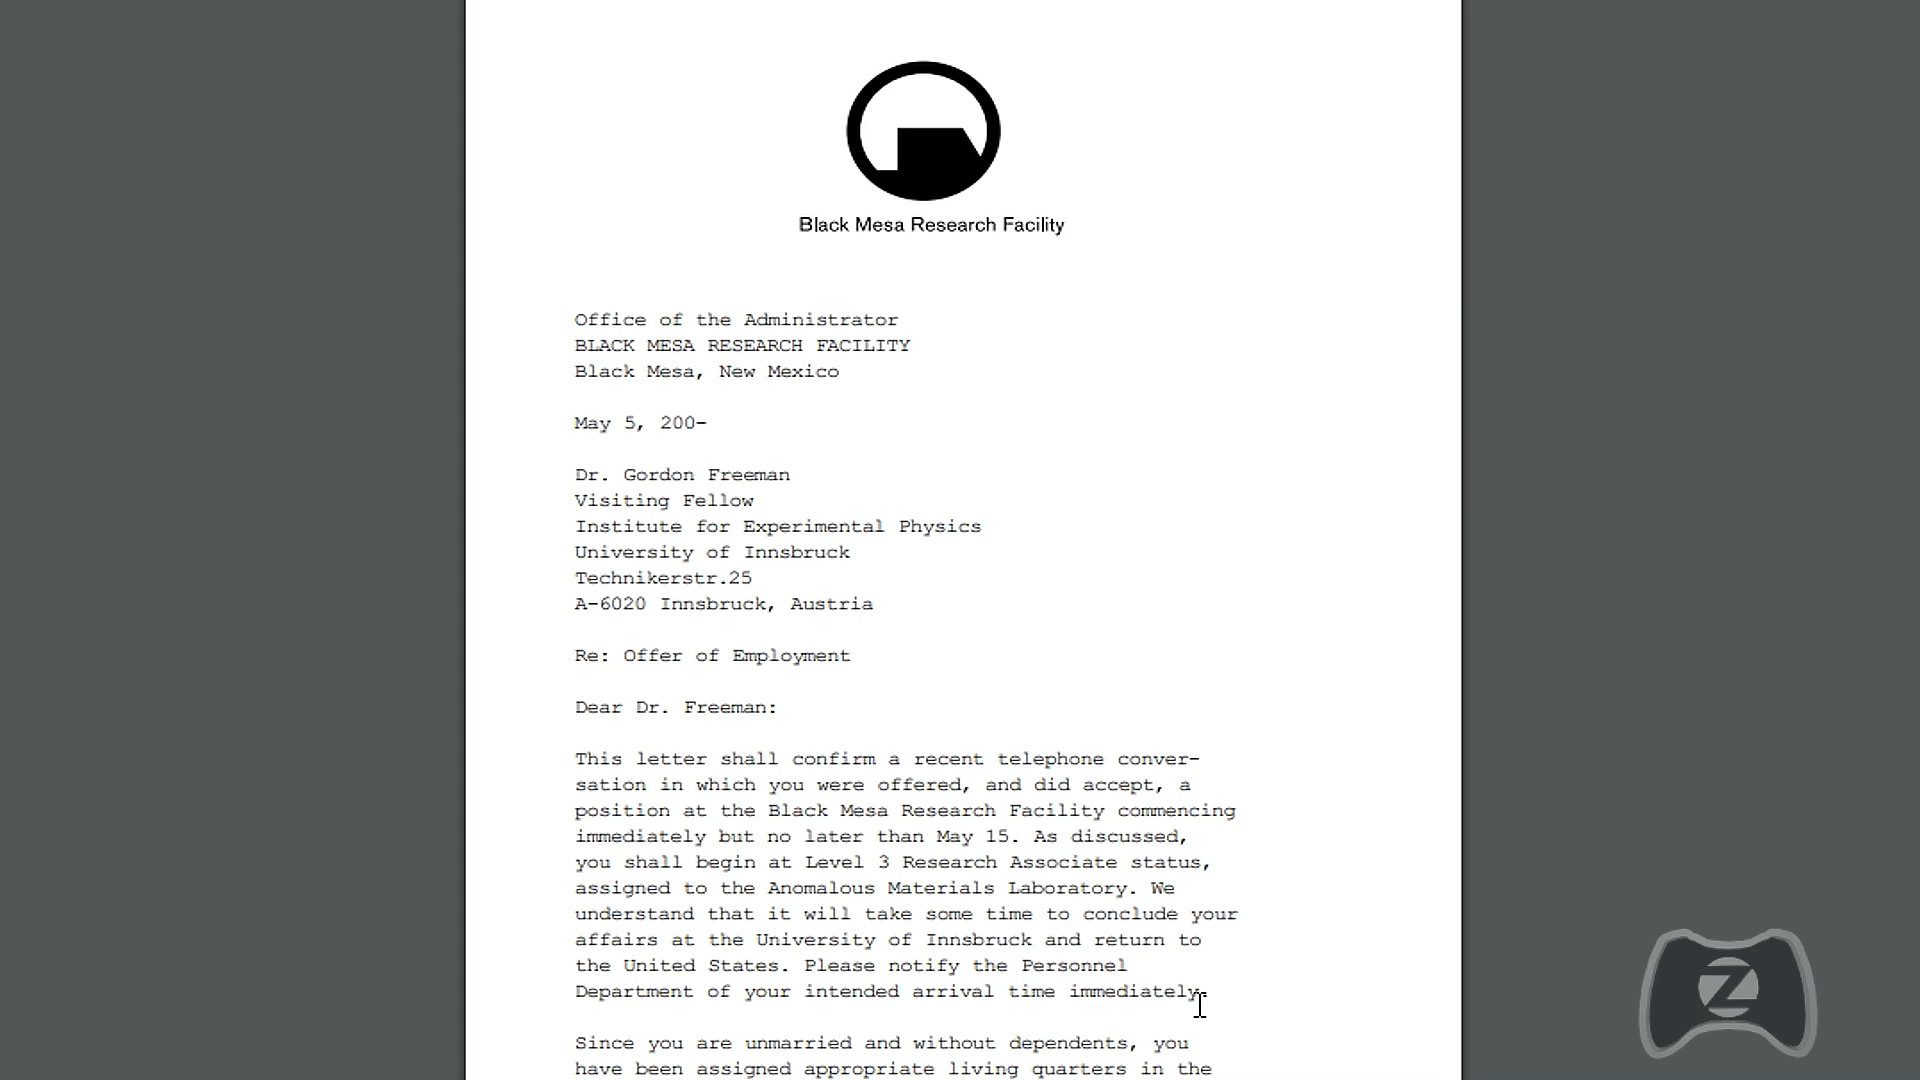 Black Mesa Research Facility
Office of the Administrator
BLACK MESA RESEARCH FACILITY
Black Mesa, New Mexico
May 5, 200-
Dr. Gordon Freeman
Visiting Fellow
Institute for Experimental Physics
University of Innsbruck
Technikerstr.25
A-6020 Innsbruck, Austria
Re: Offer of Employment
Dear Dr. Freeman:
This letter shall confirm a recent telephone conver-
sation in which you were offered, and did accept, a
position at the Black Mesa Research Facility commencing
immediately but no later than May 15. As discussed,
you shall begin at Level 3 Research Associate status,
assigned to the Anomalous Materials Laboratory. We
understand that it will take some time to conclude your
affairs at the University of Innsbruck and return to
the United States. Please notify the Personnel
Department of your intended arrival time immediately.
Since you are unmarried and without dependents, you
have been assigned appropriate living quarters in the
Z